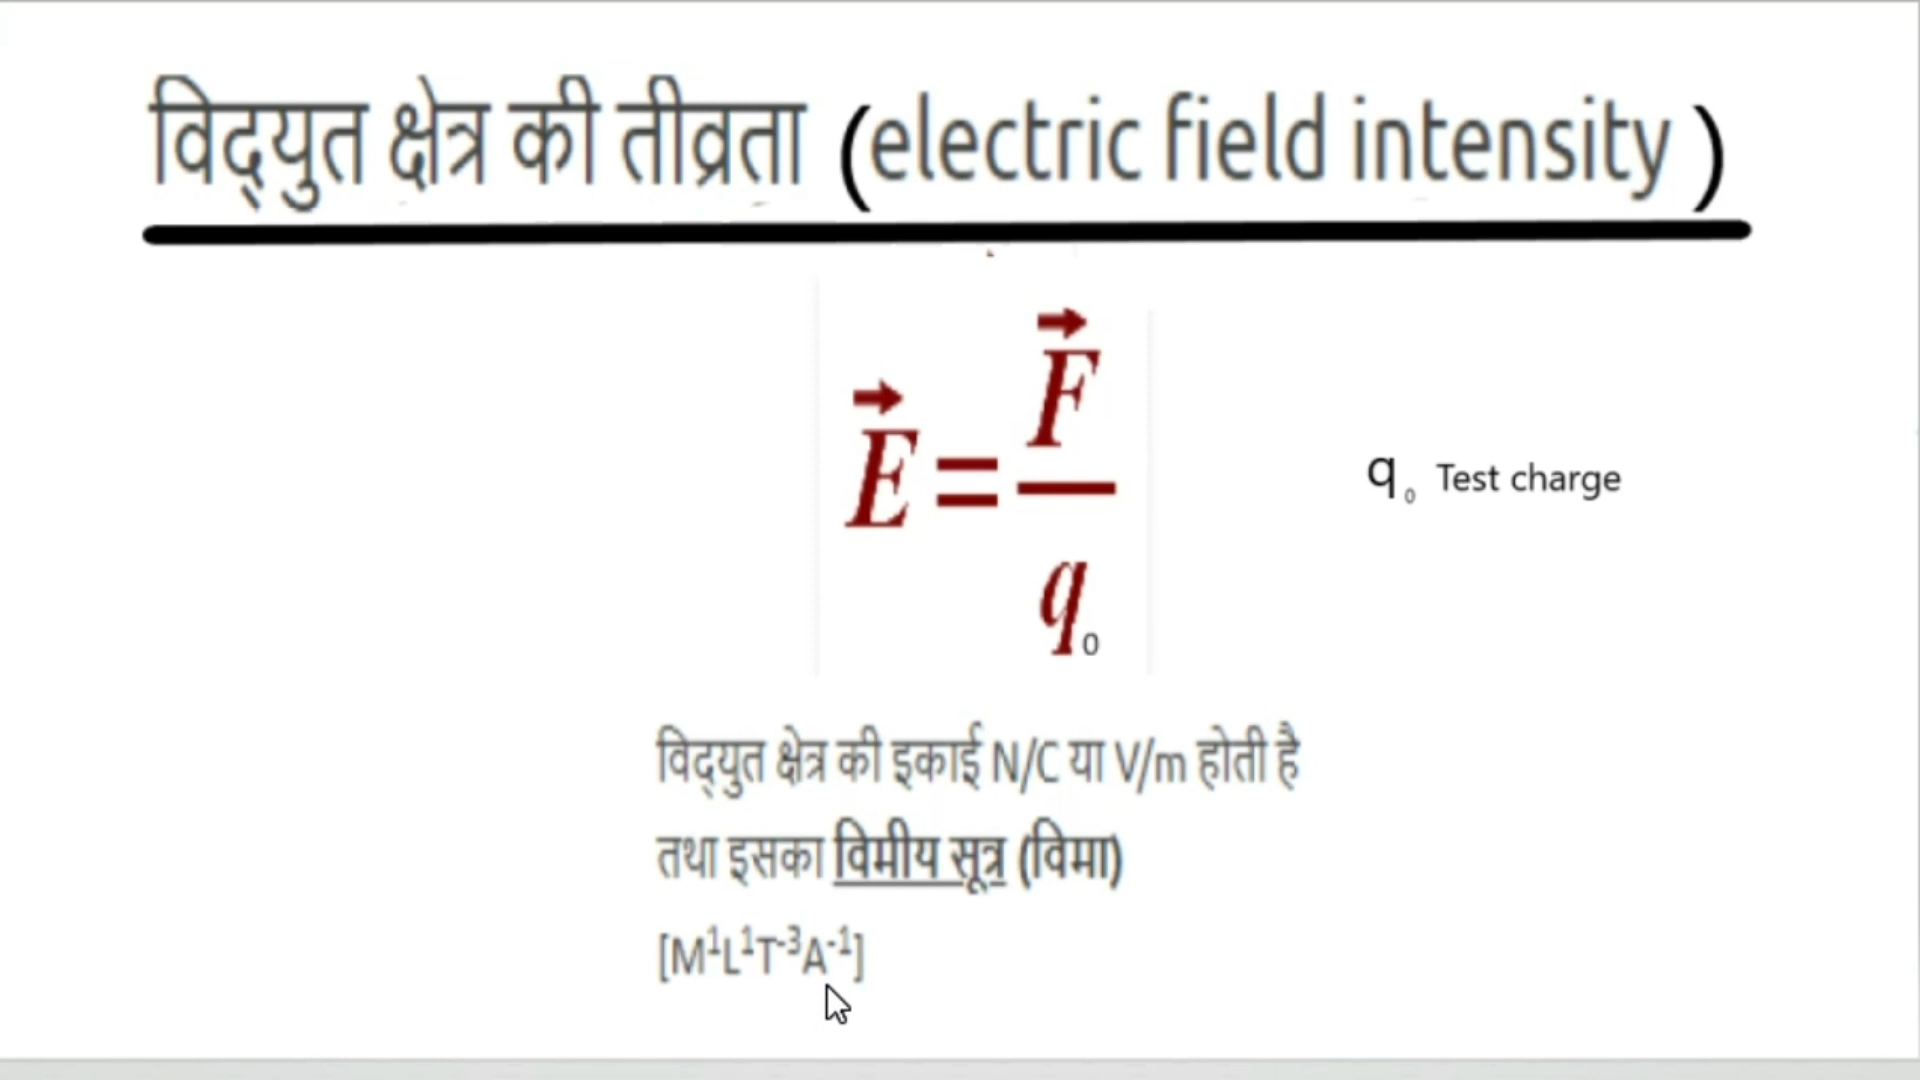 विद्युत क्षेत्र की तीव्रता (electric field intensity )
E⃗ = F⃗ / q₀
q₀ Test charge
विद्युत क्षेत्र की इकाई N/C या V/m होती है
तथा इसका विमीय सूत्र (विमा)
[M¹L¹T⁻³A⁻¹]